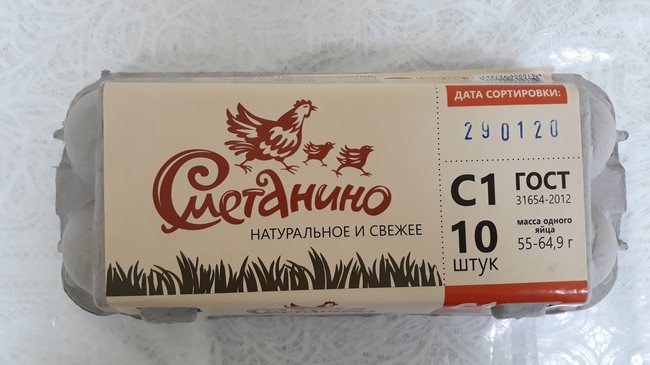 Сметанино
НАТУРАЛЬНОЕ И СВЕЖЕЕ
ДАТА СОРТИРОВКИ:
290120
С1
10
штук
ГОСТ
31654-2012
масса одного
яйца
55-64,9 г